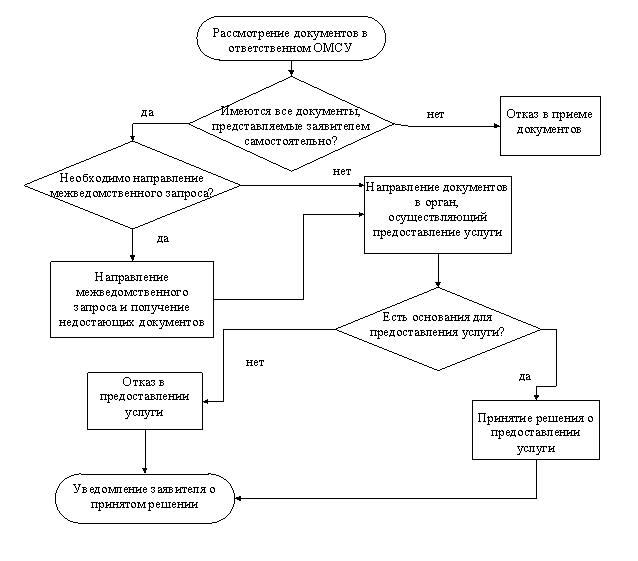 Рассмотрение документов в
ответственном ОМСУ
да
Имеются все документы,
представляемые заявителем
самостоятельно?
нет
Отказ в приеме
документов
Необходимо направление
межведомственного запроса?
нет
Направление документов
в орган,
осуществляющий
предоставление услуги
да
Направление
межведомственного
запроса и получение
недостающих документов
Есть основания для
предоставления услуги?
нет
да
Отказ в
предоставлении
услуги
Принятие решения о
предоставлении
услуги
Уведомление заявителя о
принятом решении